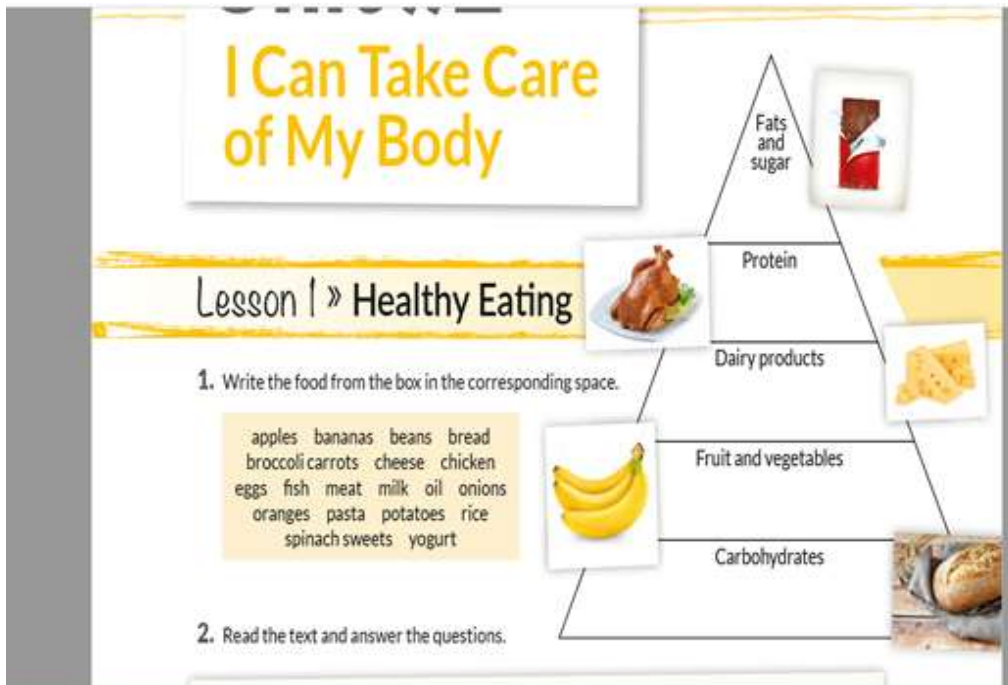 I Can Take Care
of My Body
Fats
and
sugar
Protein
Dairy products
Fruit and vegetables
Carbohydrates
Lesson 1 » Healthy Eating
1. Write the food from the box in the corresponding space.
apples bananas beans bread
broccoli carrots cheese chicken
eggs fish meat milk oil onions
oranges pasta potatoes rice
spinach sweets yogurt
2. Read the text and answer the questions.